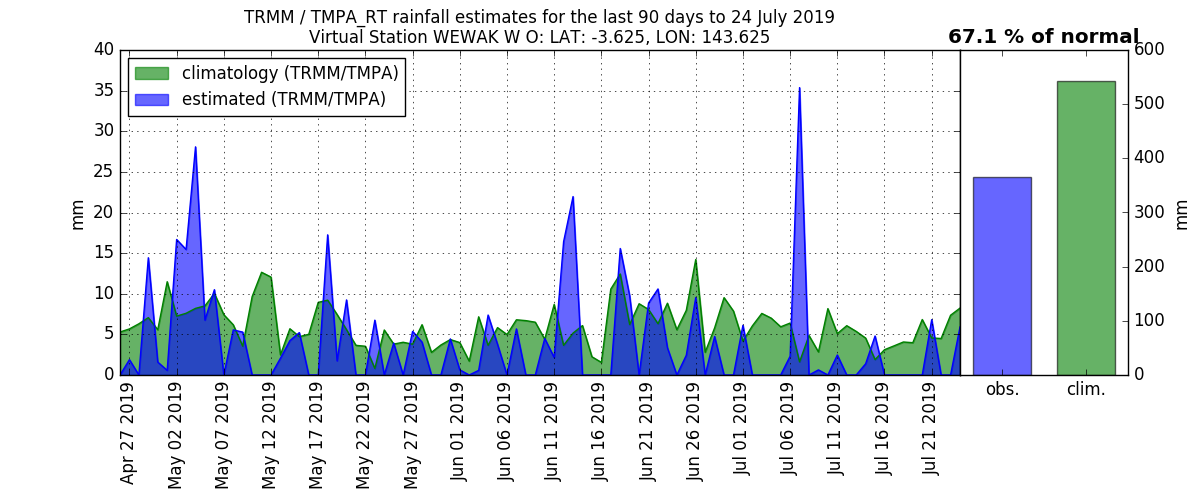 TRMM / TMPA_RT rainfall estimates for the last 90 days to 24 July 2019
Virtual Station WEWAK W O: LAT: -3.625, LON: 143.625
67.1 % of normal
climatology (TRMM/TMPA)
estimated (TRMM/TMPA)
40
35
30
25
20
15
10
5
0
mm
Apr 27 2019
May 02 2019
May 07 2019
May 12 2019
May 17 2019
May 22 2019
May 27 2019
Jun 01 2019
Jun 06 2019
Jun 11 2019
Jun 16 2019
Jun 21 2019
Jun 26 2019
Jul 01 2019
Jul 06 2019
Jul 11 2019
Jul 16 2019
Jul 21 2019
obs.
clim.
600
500
400
300
200
100
0
mm